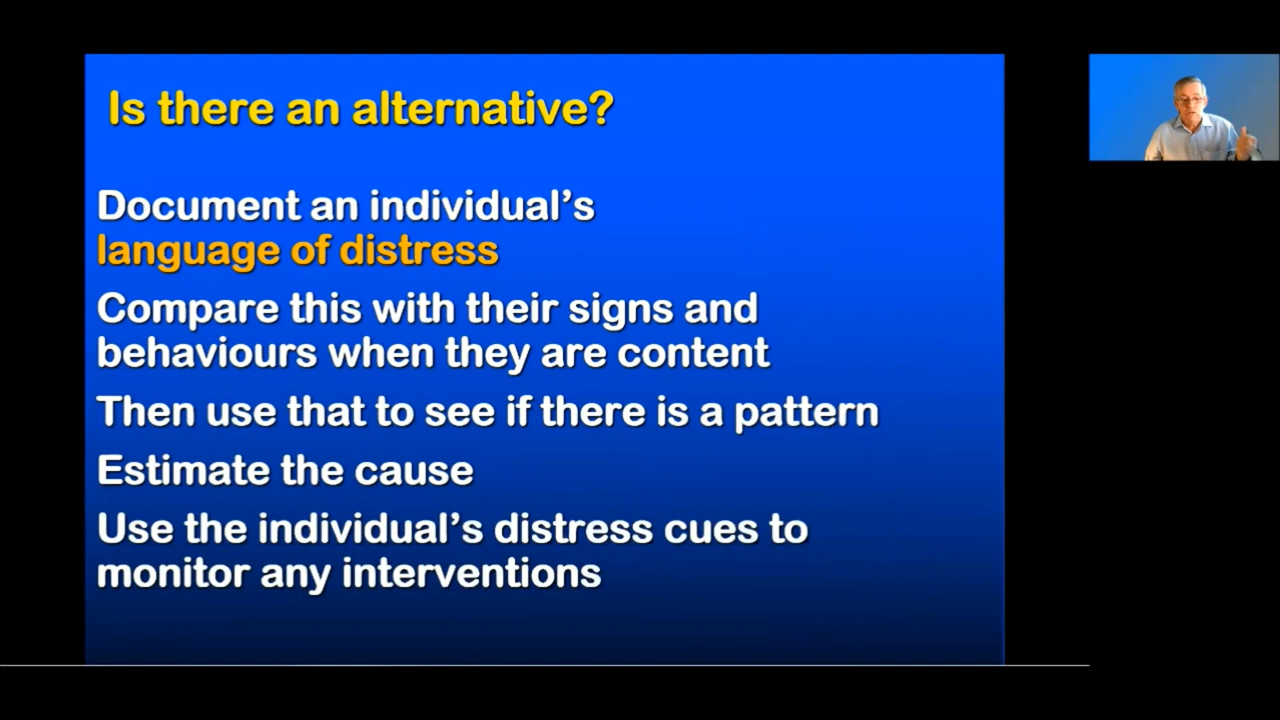 Is there an alternative?
Document an individual’s
language of distress
Compare this with their signs and
behaviours when they are content
Then use that to see if there is a pattern
Estimate the cause
Use the individual’s distress cues to
monitor any interventions